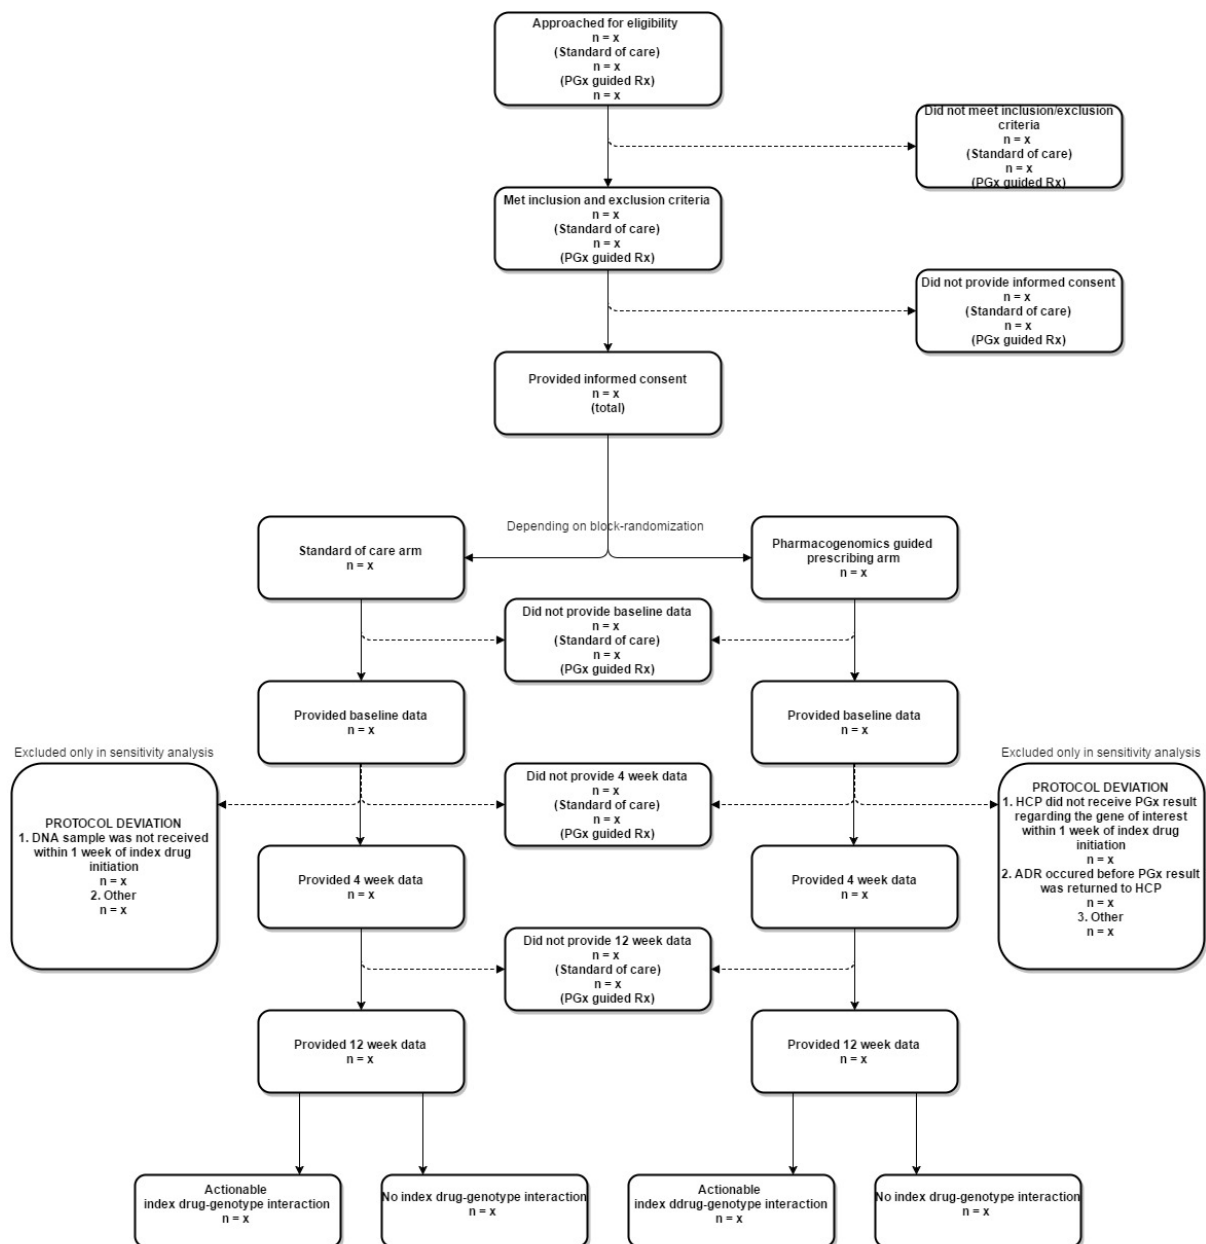 Approached for eligibility
n = x
(Standard of care)
n = x
(PGx guided Rx)
n = x
Did not meet inclusion/exclusion
criteria
n = x
(Standard of care)
n = x
(PGx guided Rx)
Met inclusion and exclusion criteria
n = x
(Standard of care)
n = x
(PGx guided Rx)
Did not provide informed consent
n = x
(Standard of care)
n = x
(PGx guided Rx)
Provided informed consent
n = x
(total)
Depending on block-randomization
Standard of care arm
n = x
Pharmacogenomics guided
prescribing arm
n = x
Did not provide baseline data
n = x
(Standard of care)
n = x
(PGx guided Rx)
Provided baseline data
n = x
Provided baseline data
n = x
Excluded only in sensitivity analysis
PROTOCOL DEVIATION
1. DNA sample was not received
within 1 week of index drug
initiation
n = x
2. Other
n = x
Did not provide 4 week data
n = x
(Standard of care)
n = x
(PGx guided Rx)
Excluded only in sensitivity analysis
PROTOCOL DEVIATION
1. HCP did not receive PGx result
regarding the gene of interest
within 1 week of index drug
initiation
n = x
2. ADR occured before PGx result
was returned to HCP
n = x
3. Other
n = x
Provided 4 week data
n = x
Provided 4 week data
n = x
Did not provide 12 week data
n = x
(Standard of care)
n = x
(PGx guided Rx)
Provided 12 week data
n = x
Provided 12 week data
n = x
Actionable
index drug-genotype interaction
n = x
No index drug-genotype interaction
n = x
Actionable
index ddrug-genotype interaction
n = x
No index drug-genotype interaction
n = x